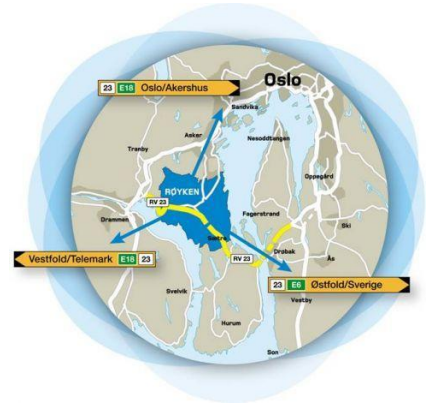 23 E18 Oslo/Akershus
Oslo
Sandvika
Asker
Nesoddtangen
Tranby
Oppegård
RØYKEN
RV 23
Drammen
Fagerstrand
Ski
Drøbak
Ås
RV 23
Vestfold/Telemark E18 23
23 E6 Østfold/Sverige
Svelvik
Vestby
Hurum
Son